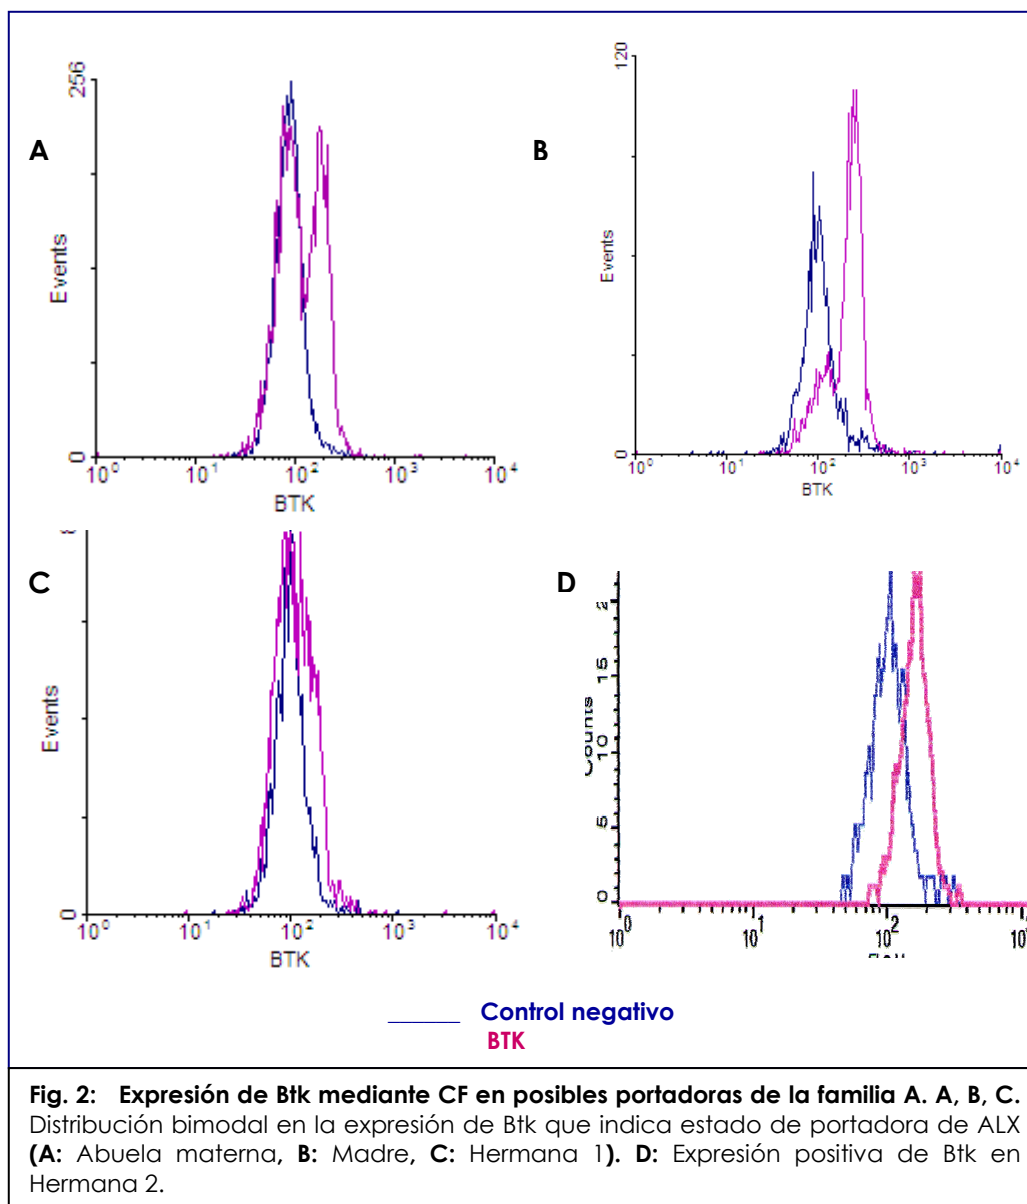 256
120
A
B
Events
Events
0
0
10⁰ 10¹ 10² 10³ 10⁴
10⁰ 10¹ 10² 10³ 10⁴
BTK
BTK
C
D
Events
Counts
15
10
5
0
0
10⁰ 10¹ 10² 10³ 10⁴
10⁰ 10¹ 10²
BTK
Control negativo
BTK
Fig. 2: Expresión de Btk mediante CF en posibles portadoras de la familia A. A, B, C.
Distribución bimodal en la expresión de Btk que indica estado de portadora de ALX
(A: Abuela materna, B: Madre, C: Hermana 1). D: Expresión positiva de Btk en
Hermana 2.